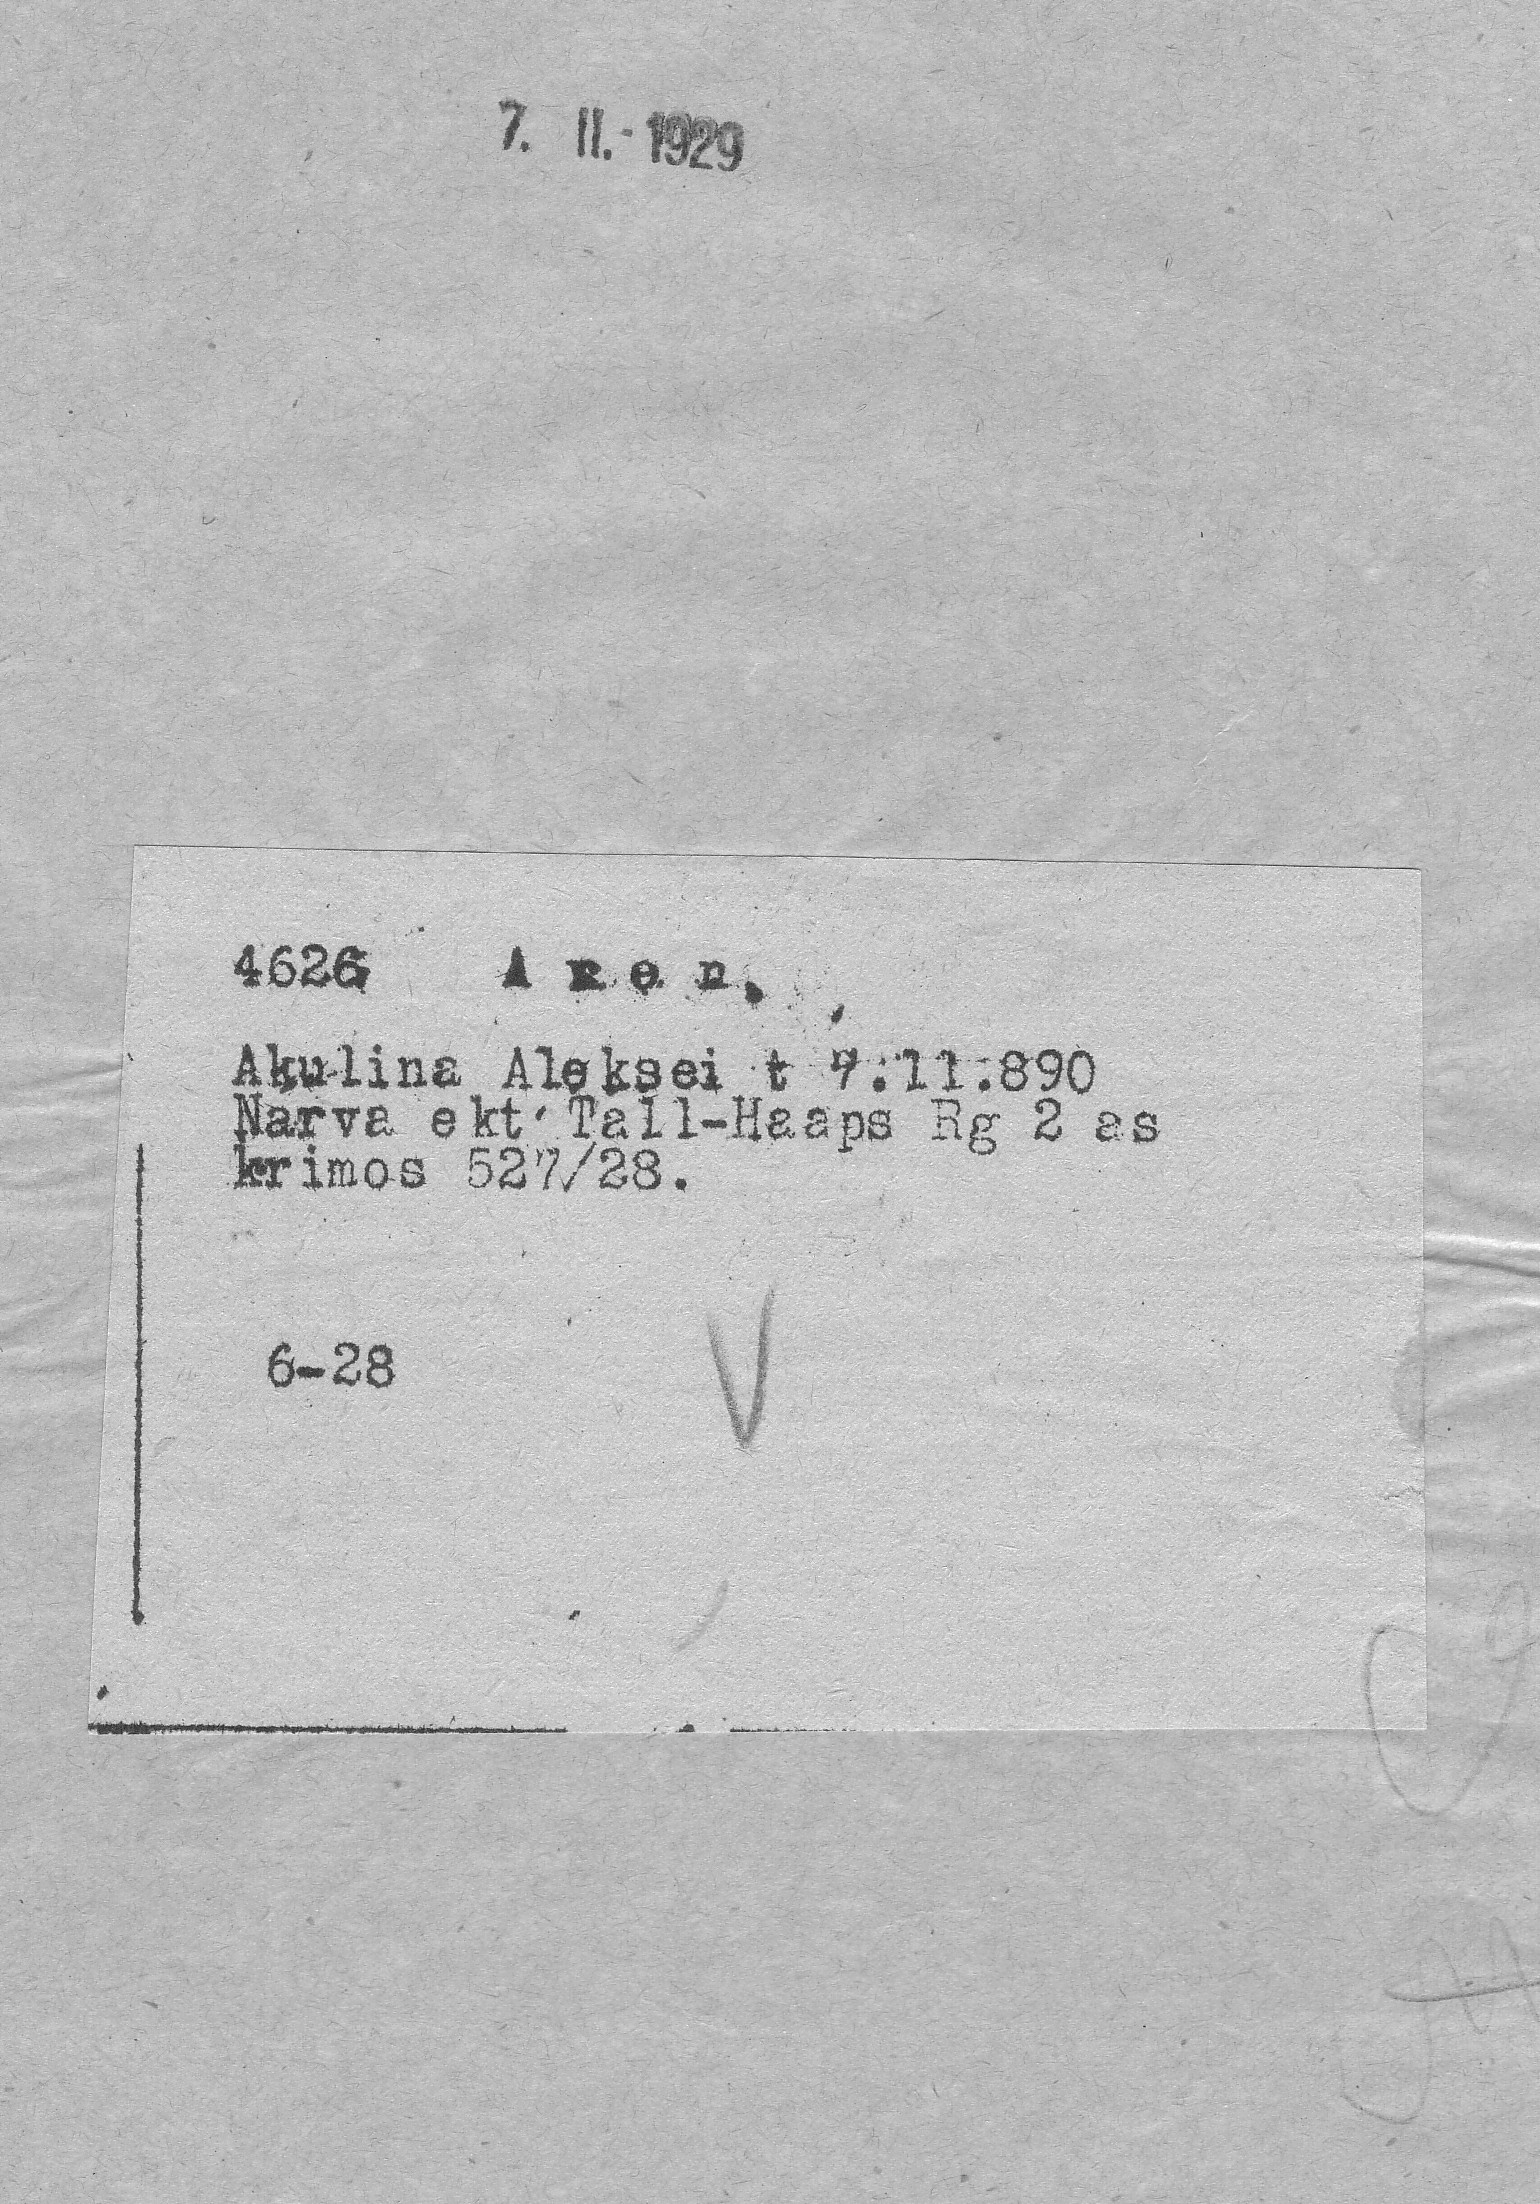 7. II. 1929
4626 A r e n.
Akulina Aleksei t 7.11.890
Narva ekt Tall-Haaps Rg 2 as
krimos 527/28.
6-28